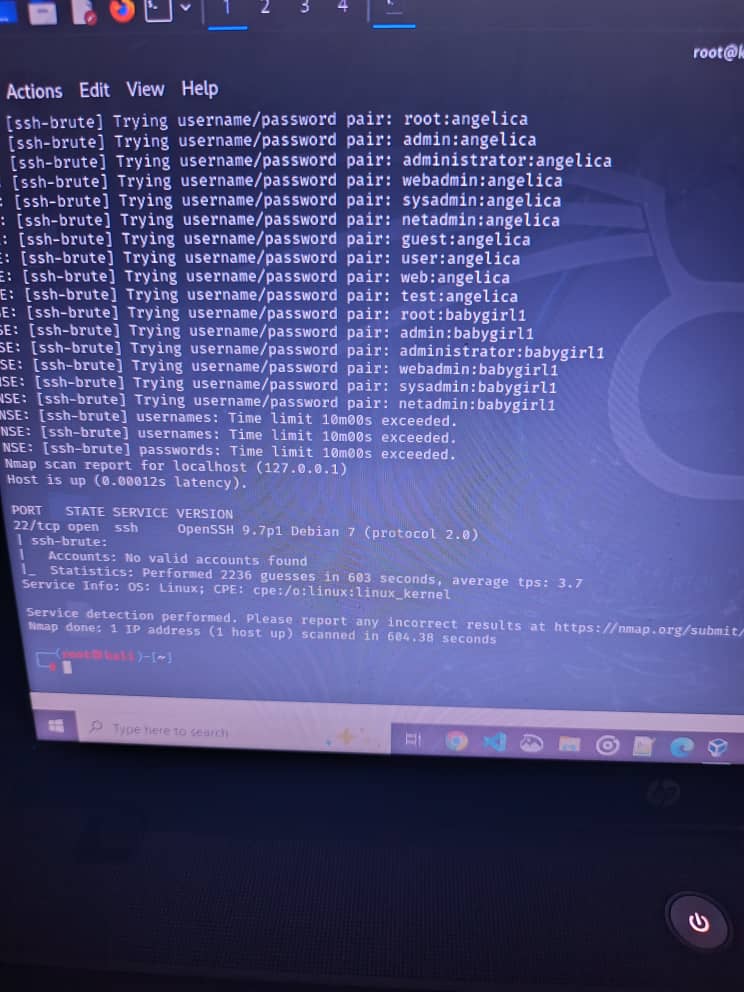 1 2 3 4
root@k
Actions Edit View Help
[ssh-brute] Trying username/password pair: root:angelica
[ssh-brute] Trying username/password pair: admin:angelica
[ssh-brute] Trying username/password pair: administrator:angelica
[ssh-brute] Trying username/password pair: webadmin:angelica
: [ssh-brute] Trying username/password pair: sysadmin:angelica
: [ssh-brute] Trying username/password pair: netadmin:angelica
: [ssh-brute] Trying username/password pair: guest:angelica
E: [ssh-brute] Trying username/password pair: user:angelica
E: [ssh-brute] Trying username/password pair: web:angelica
E: [ssh-brute] Trying username/password pair: test:angelica
SE: [ssh-brute] Trying username/password pair: root:babygirl1
SE: [ssh-brute] Trying username/password pair: admin:babygirl1
SE: [ssh-brute] Trying username/password pair: administrator:babygirl1
SE: [ssh-brute] Trying username/password pair: webadmin:babygirl1
NSE: [ssh-brute] Trying username/password pair: sysadmin:babygirl1
NSE: [ssh-brute] Trying username/password pair: netadmin:babygirl1
NSE: [ssh-brute] usernames: Time limit 10m00s exceeded.
NSE: [ssh-brute] usernames: Time limit 10m00s exceeded.
NSE: [ssh-brute] passwords: Time limit 10m00s exceeded.
Nmap scan report for localhost (127.0.0.1)
Host is up (0.00012s latency).
PORT STATE SERVICE VERSION
22/tcp open ssh OpenSSH 9.7p1 Debian 7 (protocol 2.0)
| ssh-brute:
| Accounts: No valid accounts found
|_ Statistics: Performed 2236 guesses in 603 seconds, average tps: 3.7
Service Info: OS: Linux; CPE: cpe:/o:linux:linux_kernel
Service detection performed. Please report any incorrect results at https://nmap.org/submit/
Nmap done: 1 IP address (1 host up) scanned in 604.38 seconds
(root@kali)-[~]
#
Type here to search
hp